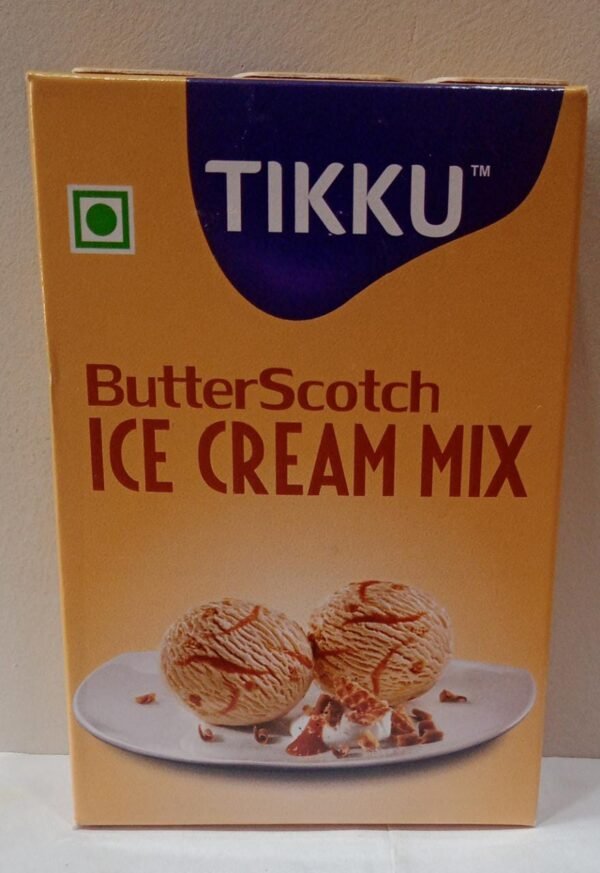 TIKKU™
ButterScotch
ICE CREAM MIX